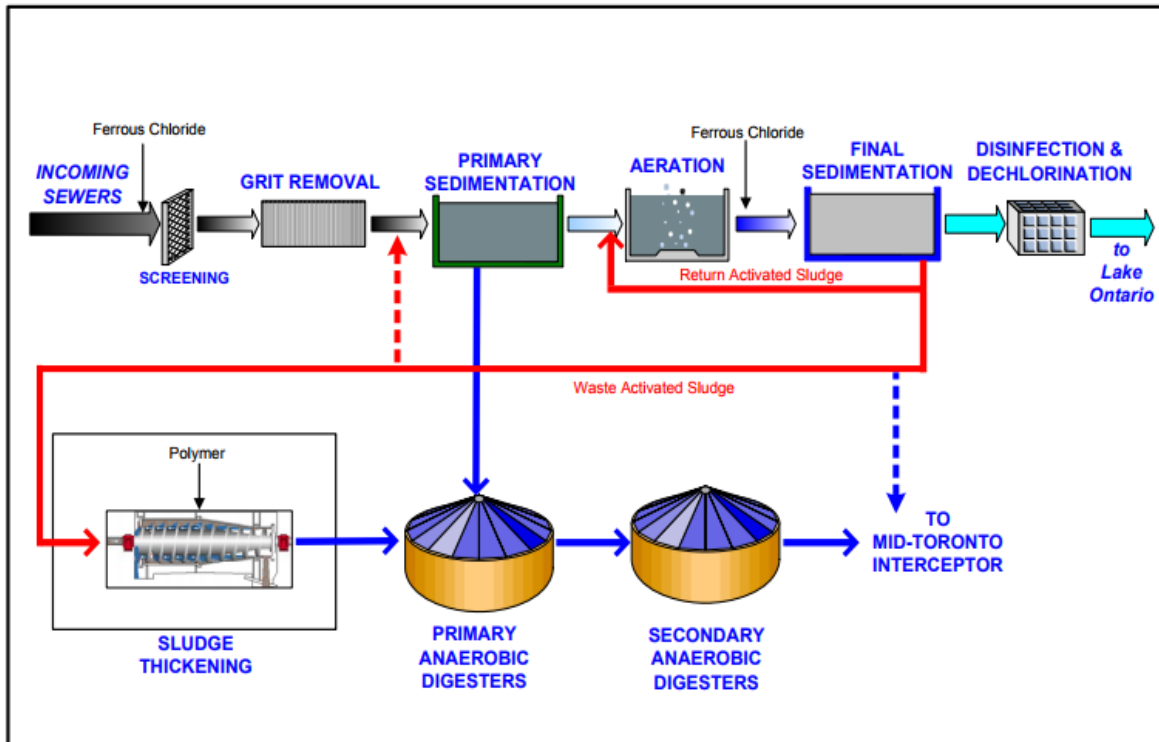 Ferrous Chloride
INCOMING
SEWERS
SCREENING
GRIT REMOVAL
PRIMARY
SEDIMENTATION
AERATION
Ferrous Chloride
FINAL
SEDIMENTATION
DISINFECTION &
DECHLORINATION
to
Lake
Ontario
Return Activated Sludge
Waste Activated Sludge
Polymer
SLUDGE
THICKENING
PRIMARY
ANAEROBIC
DIGESTERS
SECONDARY
ANAEROBIC
DIGESTERS
TO
MID-TORONTO
INTERCEPTOR